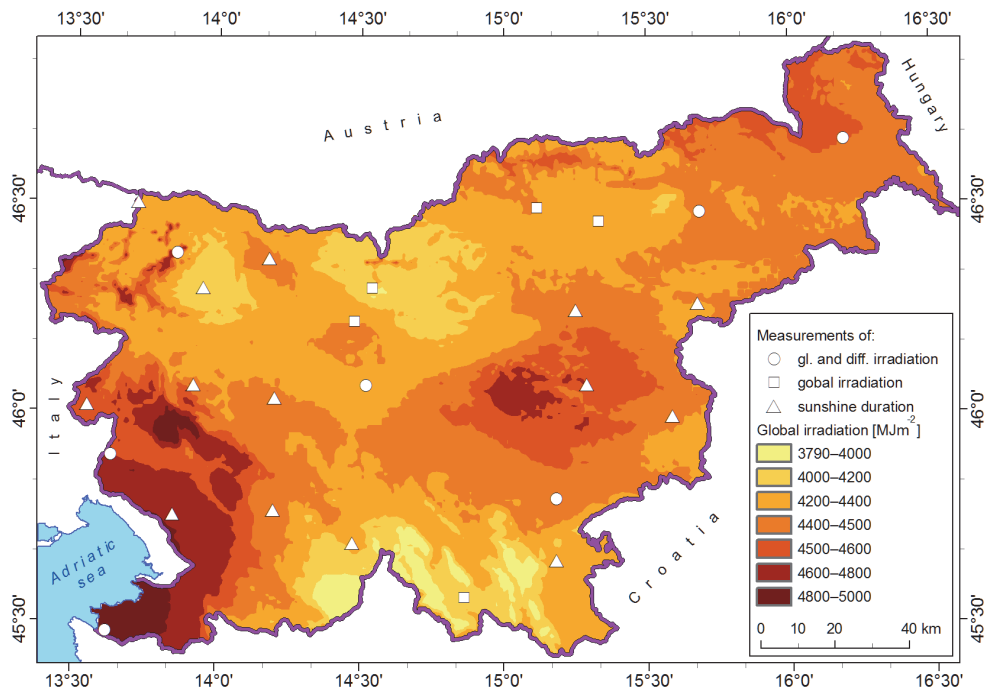 13°30' 14°0' 14°30' 15°0' 15°30' 16°0' 16°30'
Hungary
Austria
46°30' 46°30'
Italy
46°0' 46°0'
Croatia
Adriatic
sea
45°30' 45°30'
Measurements of:
gl. and diff. irradiation
gobal irradiation
sunshine duration
Global irradiation [MJm-2]
3790–4000
4000–4200
4200–4400
4400–4500
4500–4600
4600–4800
4800–5000
0 10 20 40 km
13°30' 14°0' 14°30' 15°0' 15°30' 16°0' 16°30'